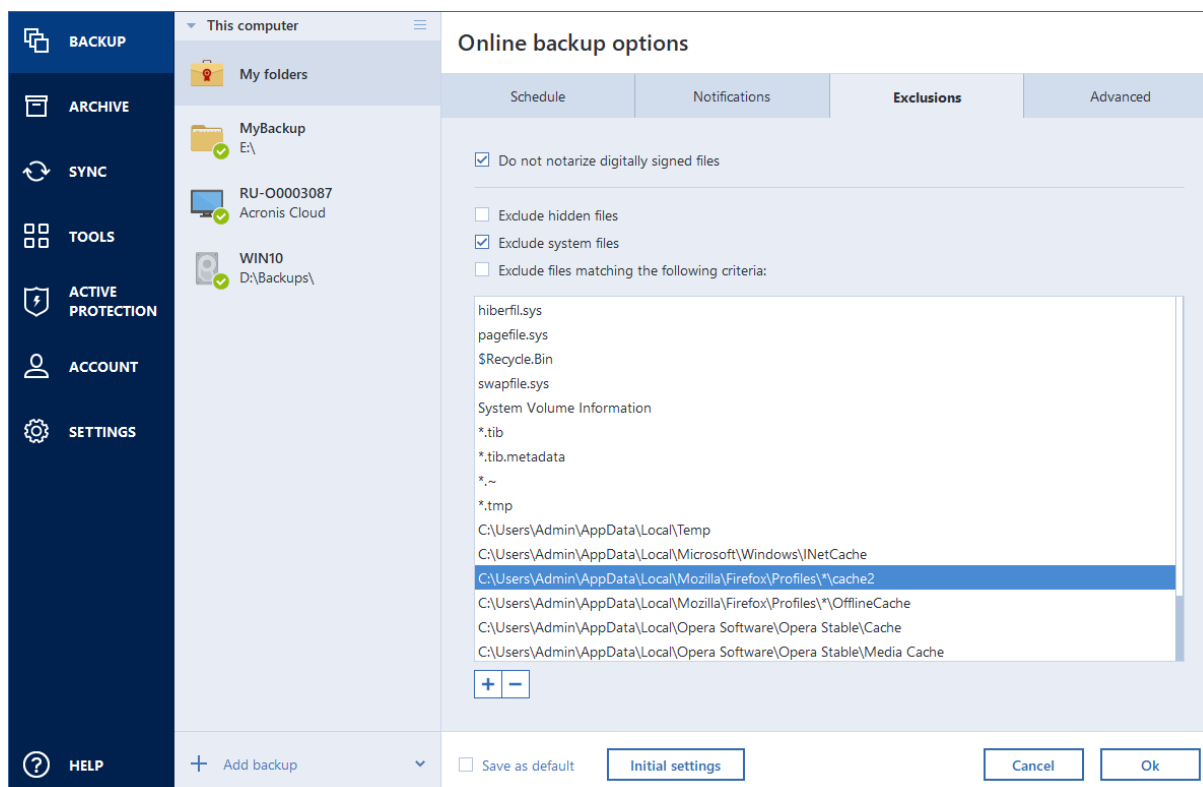 BACKUP
ARCHIVE
SYNC
TOOLS
ACTIVE
PROTECTION
ACCOUNT
SETTINGS
HELP
This computer
My folders
MyBackup
E:\
RU-O0003087
Acronis Cloud
WIN10
D:\Backups\
Add backup
Online backup options
Schedule
Notifications
Exclusions
Advanced
Do not notarize digitally signed files
Exclude hidden files
Exclude system files
Exclude files matching the following criteria:
hiberfil.sys
pagefile.sys
$Recycle.Bin
swapfile.sys
System Volume Information
*.tib
*.tib.metadata
*.~
*.tmp
C:\Users\Admin\AppData\Local\Temp
C:\Users\Admin\AppData\Local\Microsoft\Windows\INetCache
C:\Users\Admin\AppData\Local\Mozilla\Firefox\Profiles\*\cache2
C:\Users\Admin\AppData\Local\Mozilla\Firefox\Profiles\*\OfflineCache
C:\Users\Admin\AppData\Local\Opera Software\Opera Stable\Cache
C:\Users\Admin\AppData\Local\Opera Software\Opera Stable\Media Cache
Save as default
Initial settings
Cancel
Ok